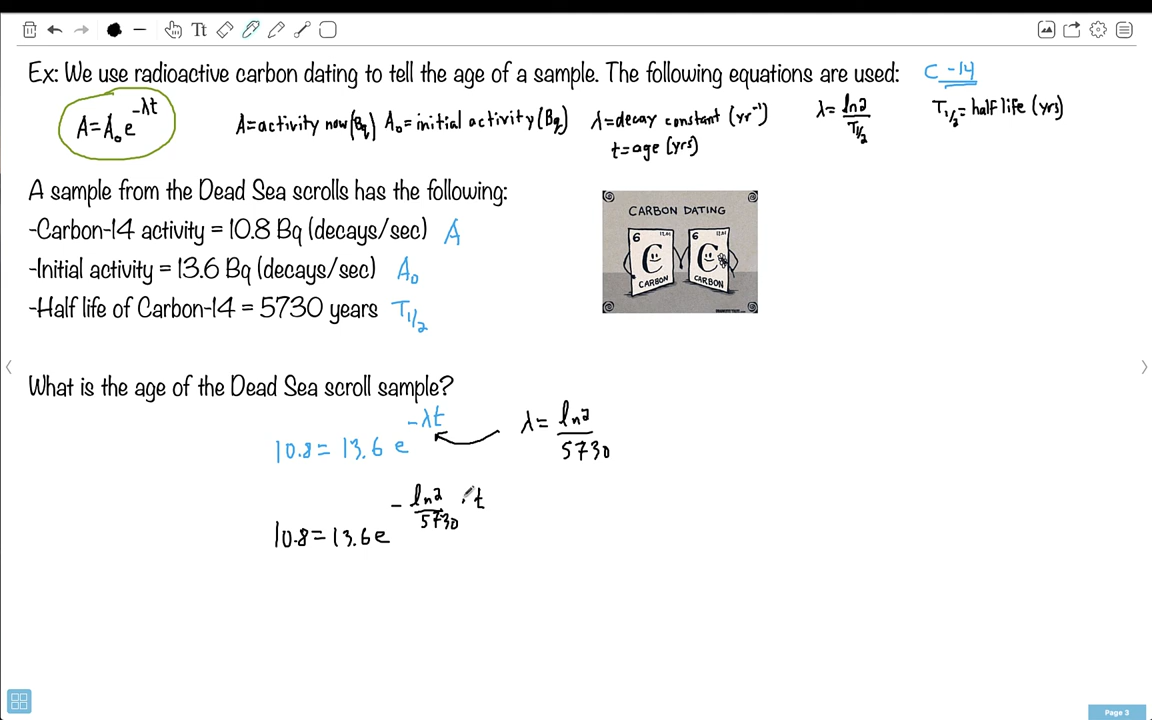 Tt
Ex: We use radioactive carbon dating to tell the age of a sample. The following equations are used: C-14
A=A₀e^-λt A=activity now(Bq) A₀=initial activity(Bq) λ=decay constant (yr⁻¹) λ=ln2/T1/2 T1/2=half life (yrs)
t=age (yrs)
A sample from the Dead Sea scrolls has the following:
-Carbon-14 activity = 10.8 Bq (decays/sec) A
-Initial activity = 13.6 Bq (decays/sec) A₀
-Half life of Carbon-14 = 5730 years T1/2
CARBON DATING
6 6
C C
CARBON CARBON
What is the age of the Dead Sea scroll sample?
10.8=13.6e^-λt λ=ln2/5730
10.8=13.6e^-ln2/5730·t
Page 3